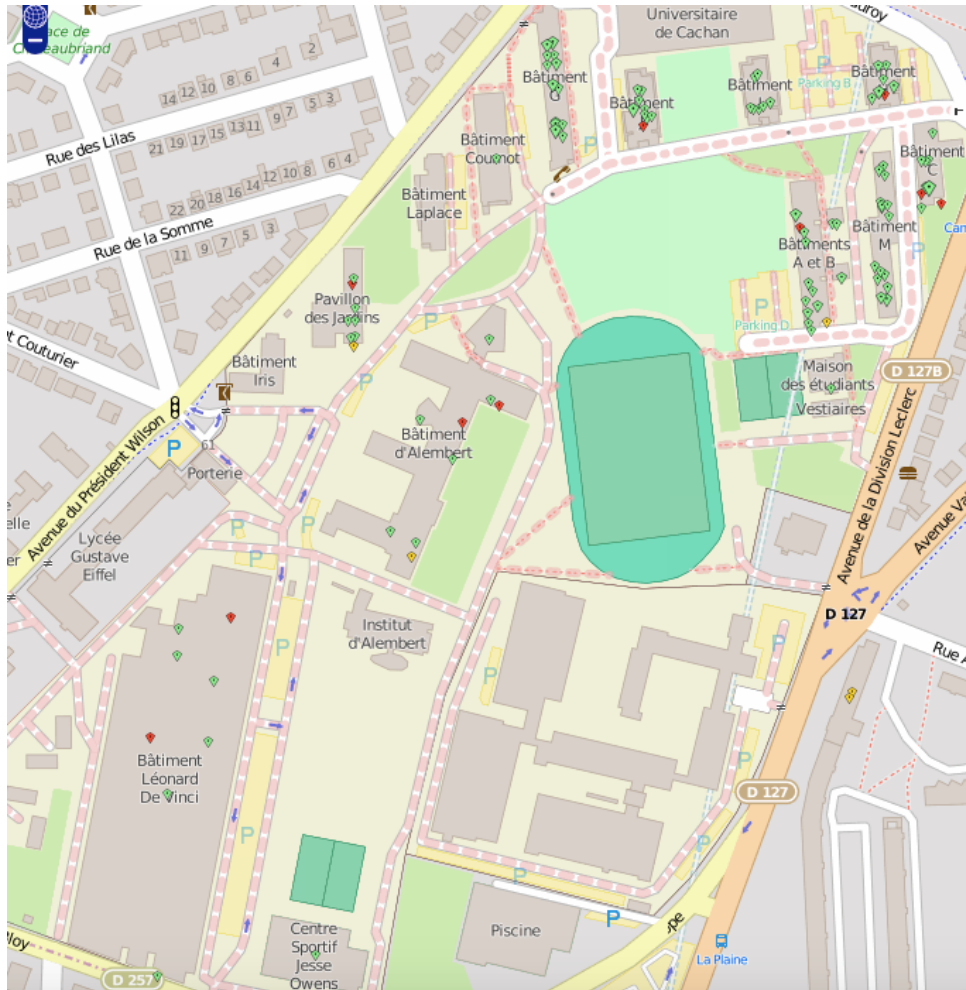 Place de
Chateaubriand
Universitaire
de Cachan
Bâtiment
G
Bâtiment
Bâtiment
Bâtiment
Parking B
P
14 12 10 8 6 4 2
21 19 17 15 13 11 9 7 5 3
Rue des Lilas
Bâtiment
Cournot
P
Bâtiment
C
22 20 18 16 14 12 10 8 6 4
Bâtiment
Laplace
Rue de la Somme
11 9 7 5 3
Bâtiments
A et B
Bâtiment
M
P
Pavillon
des Jardins
P
P
Parking D
Couturier
Bâtiment
Iris
P
Maison
des étudiants
Vestiaires
D 127B
Avenue du Président Wilson
P
61
Porterie
Bâtiment
d'Alembert
Avenue de la Division Leclerc
Lycée
Gustave
Eiffel
P
P
P
elle
er
Institut
d'Alembert
D 127
P
P
P
Bâtiment
Léonard
De Vinci
P
P
D 127
P
P
P
Centre
Sportif
Jesse
Owens
Piscine
La Plaine
D 257